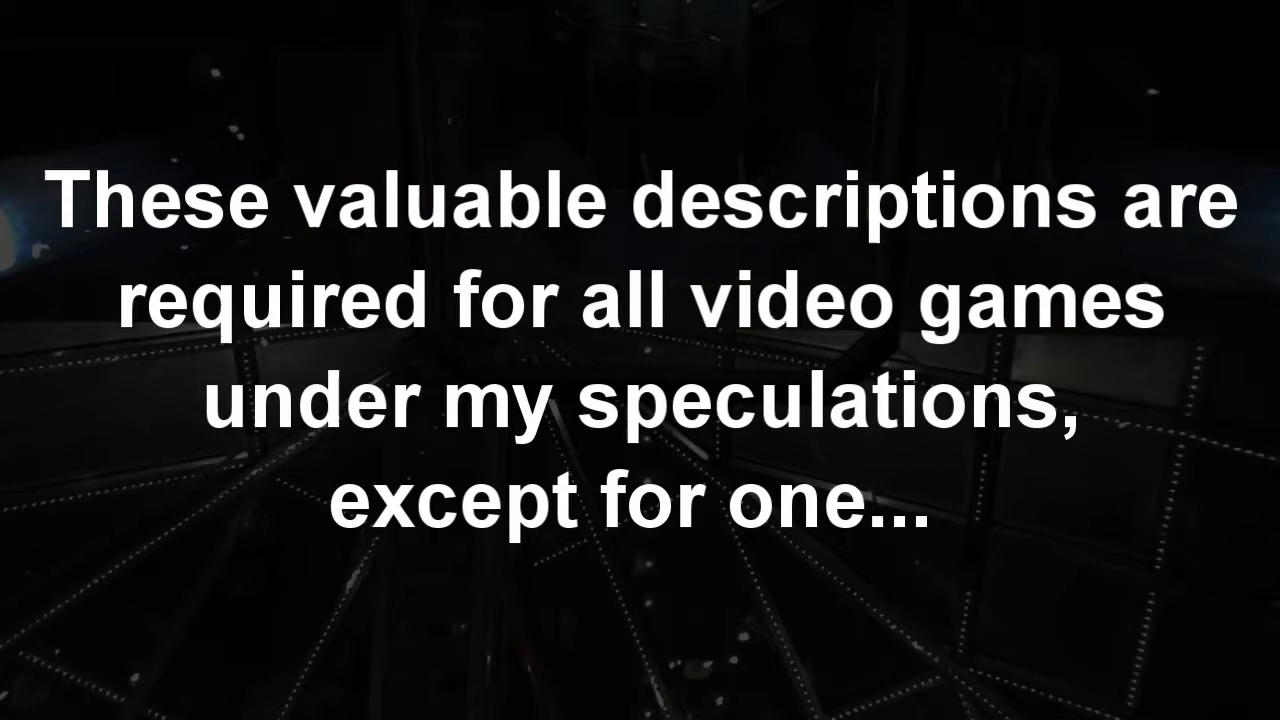 These valuable descriptions are
required for all video games
under my speculations,
except for one...